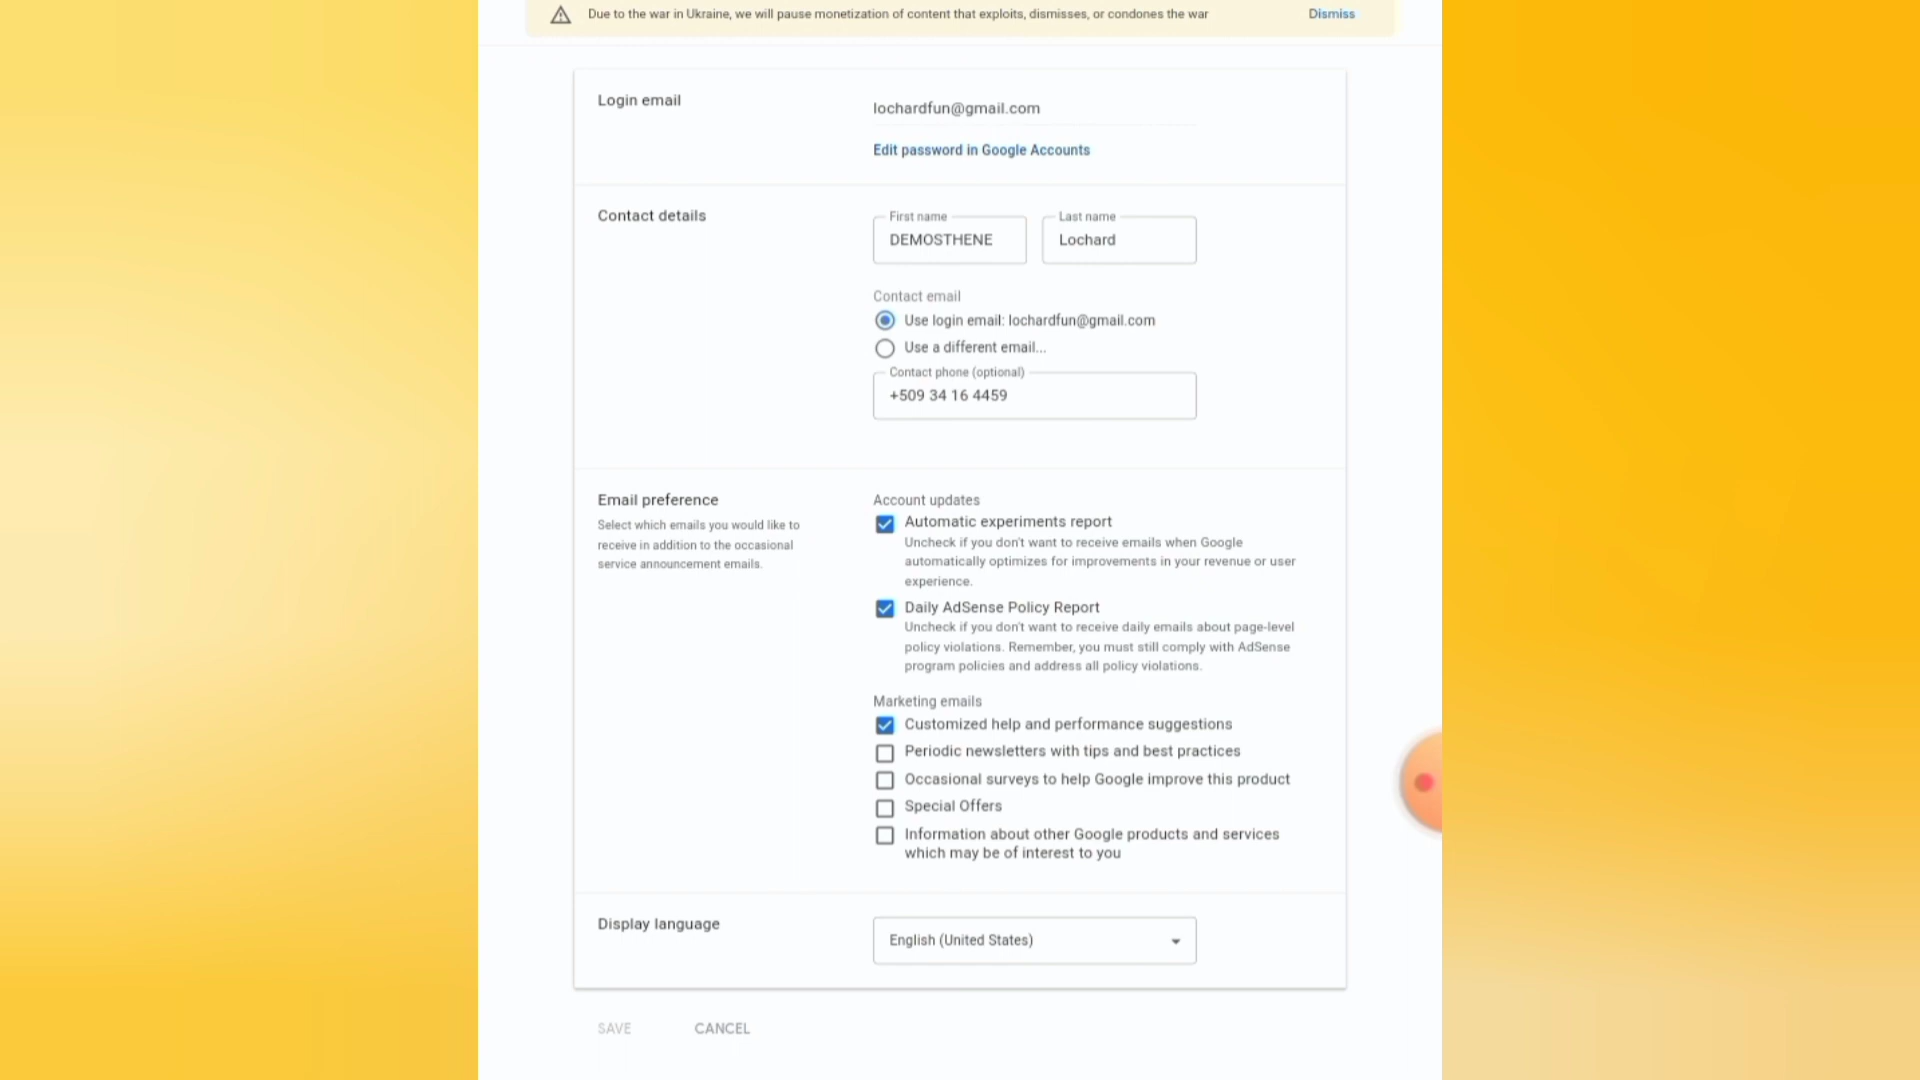 Due to the war in Ukraine, we will pause monetization of content that exploits, dismisses, or condones the war
Dismiss
Login email
lochardfun@gmail.com
Edit password in Google Accounts
Contact details
First name
DEMOSTHENE
Last name
Lochard
Contact email
Use login email: lochardfun@gmail.com
Use a different email...
Contact phone (optional)
+509 34 16 4459
Email preference
Select which emails you would like to
receive in addition to the occasional
service announcement emails.
Account updates
Automatic experiments report
Uncheck if you don't want to receive emails when Google
automatically optimizes for improvements in your revenue or user
experience.
Daily AdSense Policy Report
Uncheck if you don't want to receive daily emails about page-level
policy violations. Remember, you must still comply with AdSense
program policies and address all policy violations.
Marketing emails
Customized help and performance suggestions
Periodic newsletters with tips and best practices
Occasional surveys to help Google improve this product
Special Offers
Information about other Google products and services
which may be of interest to you
Display language
English (United States)
SAVE
CANCEL